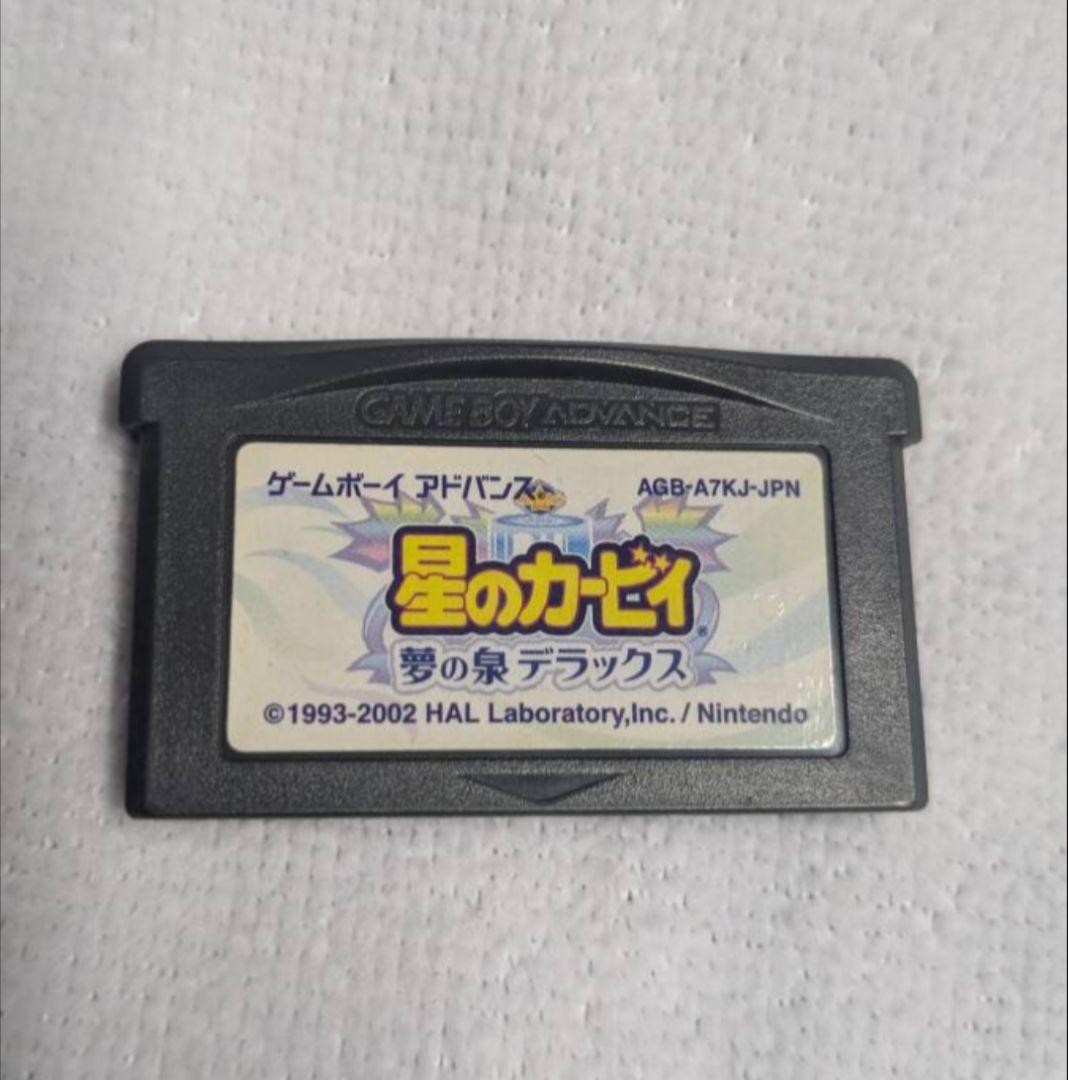 GAME BOY ADVANCE
ゲームボーイ アドバンス AGB-A7KJ-JPN
星のカービィ®
夢の泉 デラックス
©1993-2002 HAL Laboratory,Inc. / Nintendo